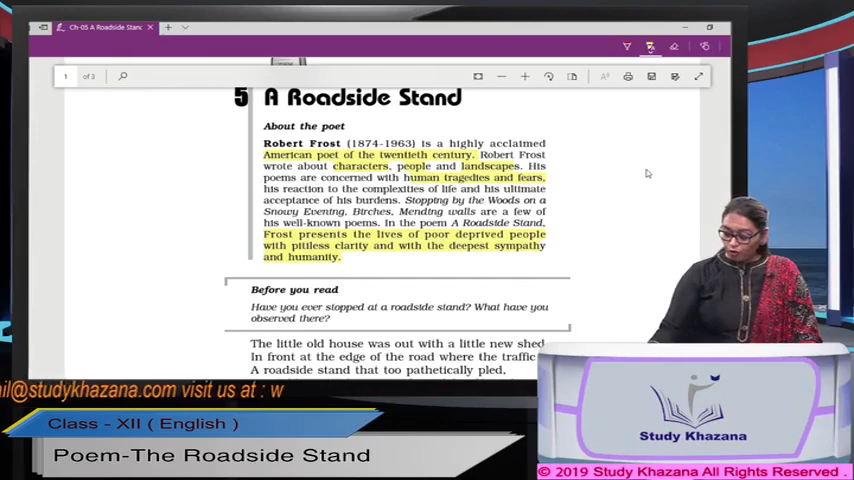 Ch-05 A Roadside Stand
1 of 3
5 A Roadside Stand
About the poet
Robert Frost (1874-1963) is a highly acclaimed
American poet of the twentieth century. Robert Frost
wrote about characters, people and landscapes. His
poems are concerned with human tragedies and fears,
his reaction to the complexities of life and his ultimate
acceptance of his burdens. Stopping by the Woods on a
Snowy Evening, Birches, Mending walls are a few of
his well-known poems. In the poem A Roadside Stand,
Frost presents the lives of poor deprived people
with pitiless clarity and with the deepest sympathy
and humanity.
Before you read
Have you ever stopped at a roadside stand? What have you
observed there?
The little old house was out with a little new shed
In front at the edge of the road where the traffic
A roadside stand that too pathetically pled,
ail@studykhazana.com visit us at : w
Class - XII ( English )
Poem-The Roadside Stand
Study Khazana
© 2019 Study Khazana All Rights Reserved .